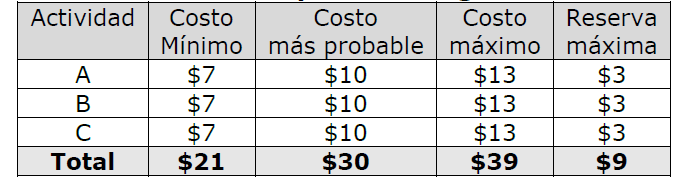 Actividad Costo Mínimo Costo más probable Costo máximo Reserva máxima
A $7 $10 $13 $3
B $7 $10 $13 $3
C $7 $10 $13 $3
Total $21 $30 $39 $9